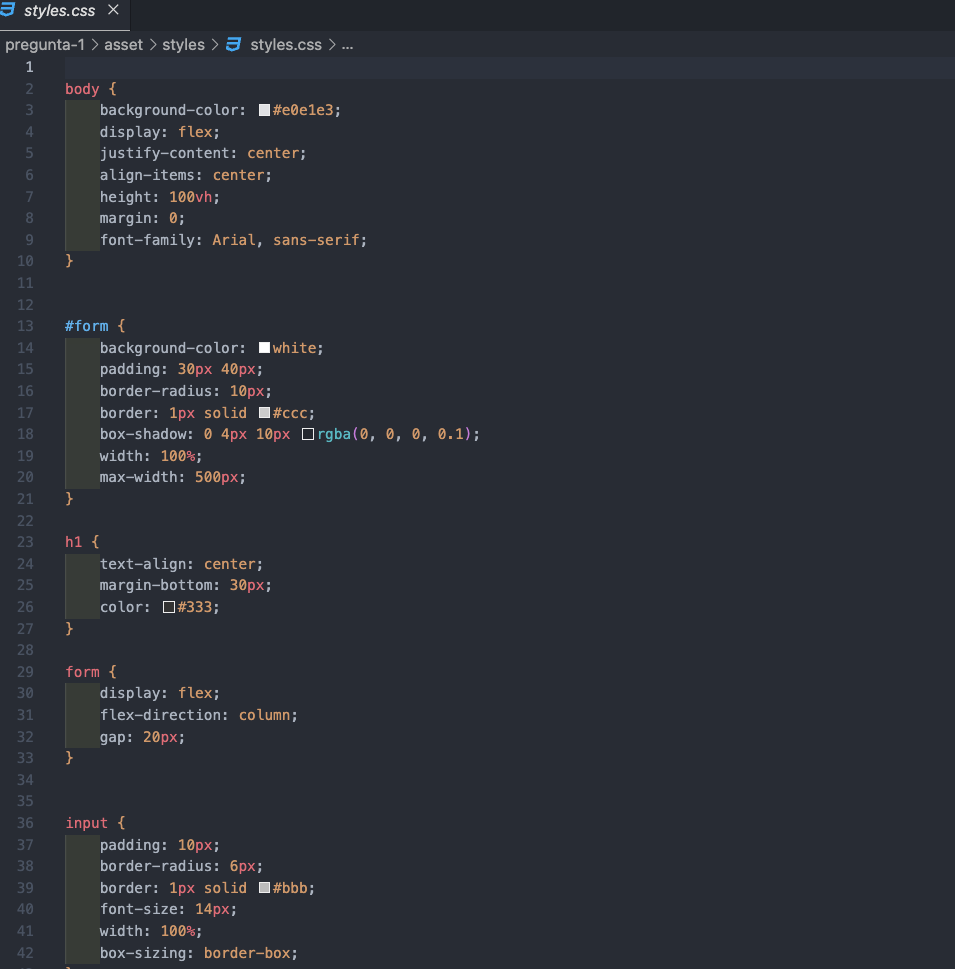 styles.css ×
pregunta-1 > asset > styles > styles.css > ...
1
2 body {
3 background-color: #e0e1e3;
4 display: flex;
5 justify-content: center;
6 align-items: center;
7 height: 100vh;
8 margin: 0;
9 font-family: Arial, sans-serif;
10 }
11
12
13 #form {
14 background-color: white;
15 padding: 30px 40px;
16 border-radius: 10px;
17 border: 1px solid #ccc;
18 box-shadow: 0 4px 10px rgba(0, 0, 0, 0.1);
19 width: 100%;
20 max-width: 500px;
21 }
22
23 h1 {
24 text-align: center;
25 margin-bottom: 30px;
26 color: #333;
27 }
28
29 form {
30 display: flex;
31 flex-direction: column;
32 gap: 20px;
33 }
34
35
36 input {
37 padding: 10px;
38 border-radius: 6px;
39 border: 1px solid #bbb;
40 font-size: 14px;
41 width: 100%;
42 box-sizing: border-box;